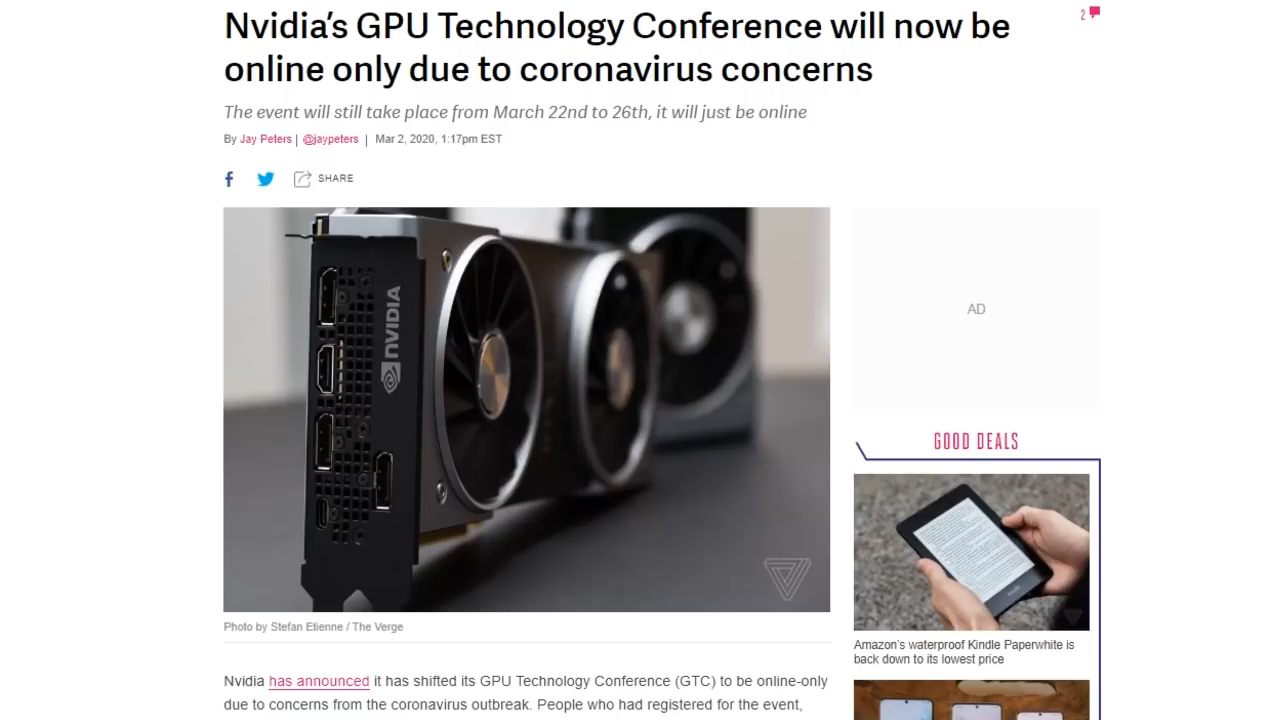 Nvidia's GPU Technology Conference will now be
online only due to coronavirus concerns
2
The event will still take place from March 22nd to 26th, it will just be online
By Jay Peters | @jaypeters | Mar 2, 2020, 1:17pm EST
SHARE
NVIDIA
AD
GOOD DEALS
Photo by Stefan Etienne / The Verge
Amazon's waterproof Kindle Paperwhite is
back down to its lowest price
Nvidia has announced it has shifted its GPU Technology Conference (GTC) to be online-only
due to concerns from the coronavirus outbreak. People who had registered for the event,